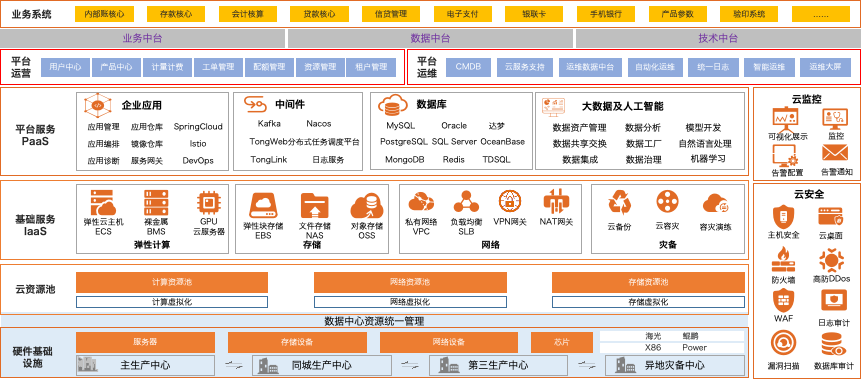 业务系统
内部账核心 存款核心 会计核算 贷款核心 信贷管理 电子支付 银联卡 手机银行 产品参数 验印系统 ……
业务中台 数据中台 技术中台
平台运营
用户中心 产品中心 计量计费 工单管理 配额管理 资源管理 租户管理
平台运维
CMDB 云服务支持 运维数据中台 自动化运维 统一日志 智能运维 运维大屏
平台服务
PaaS
企业应用
应用管理 应用仓库 SpringCloud
应用编排 镜像仓库 Istio
应用诊断 服务网关 DevOps
中间件
Kafka Nacos
TongWeb分布式任务调度平台
TongLink 日志服务
数据库
MySQL Oracle 达梦
PostgreSQL SQL Server OceanBase
MongoDB Redis TDSQL
大数据及人工智能
数据资产管理 数据分析 模型开发
数据共享交换 数据工厂 自然语言处理
数据集成 数据治理 机器学习
云监控
可视化展示 监控
告警配置 告警通知
基础服务
IaaS
弹性云主机 裸金属 GPU
ECS BMS 云服务器
弹性计算
弹性块存储 文件存储 对象存储
EBS NAS OSS
存储
私有网络 负载均衡 VPN网关 NAT网关
VPC SLB
网络
云备份 云容灾 容灾演练
灾备
云安全
主机安全 云桌面
防火墙 高防DDos
WAF 日志审计
漏洞扫描 数据库审计
云资源池
计算资源池 网络资源池 存储资源池
计算虚拟化 网络虚拟化 存储虚拟化
数据中心资源统一管理
硬件基础
设施
服务器 存储设备 网络设备 芯片
海光 鲲鹏
X86 Power
主生产中心 同城生产中心 第三生产中心 异地灾备中心